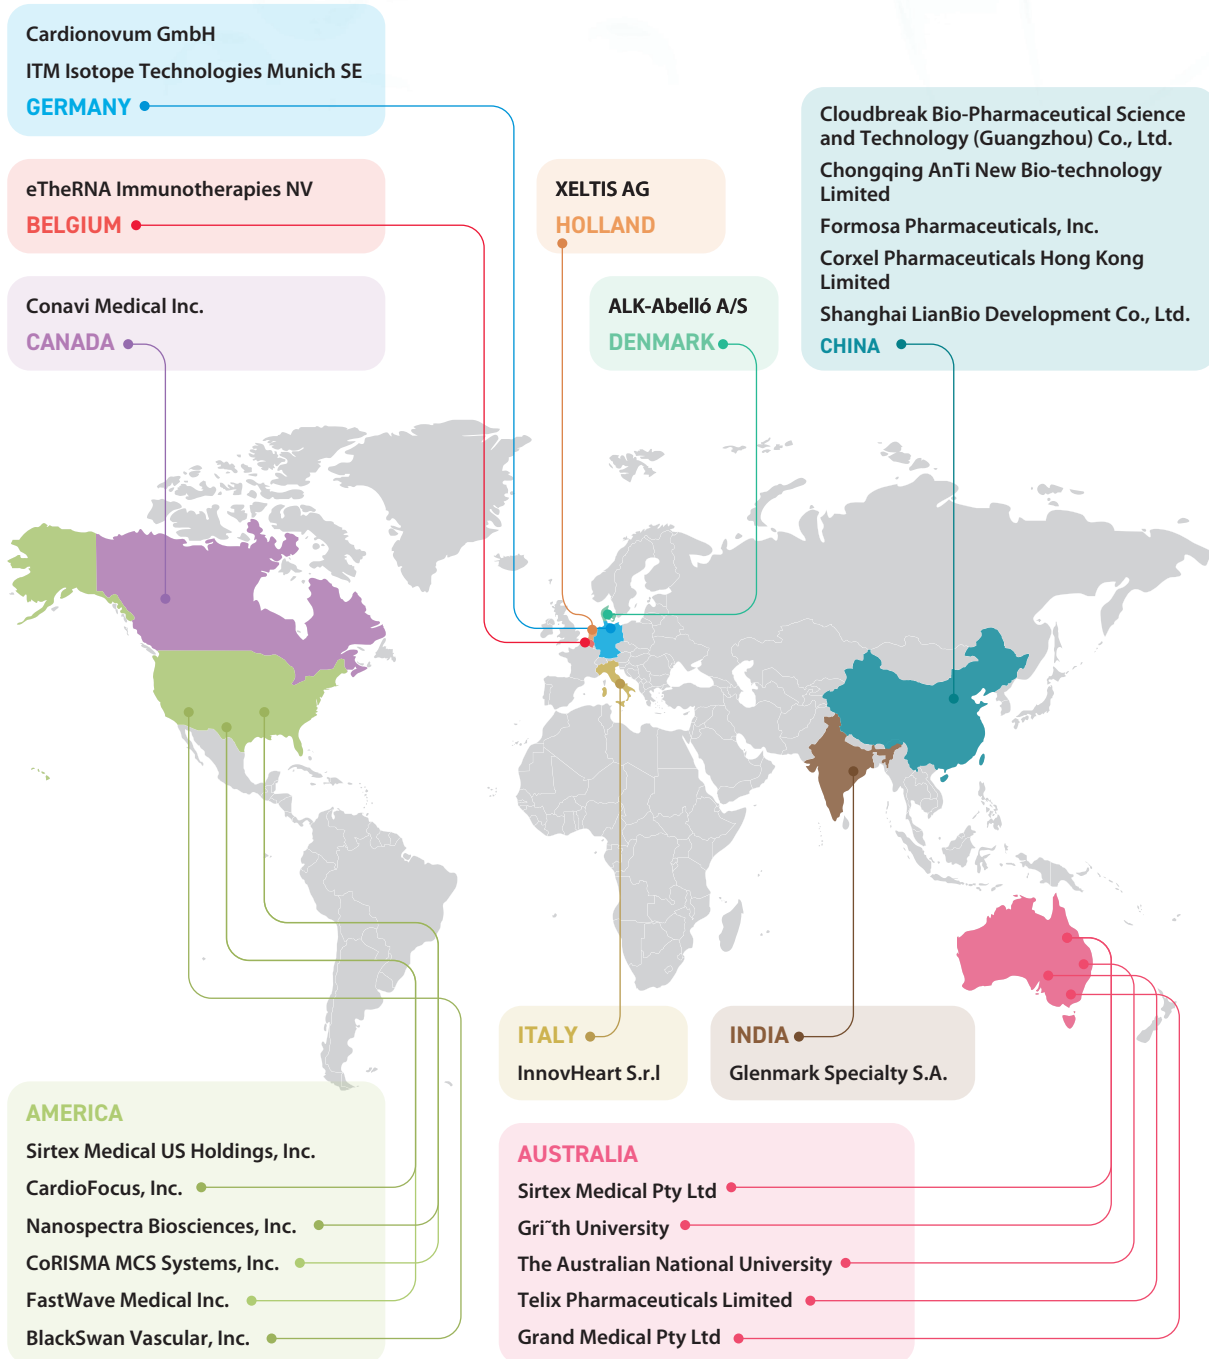 Cardionovum GmbH
ITM Isotope Technologies Munich SE
GERMANY
eTheRNA Immunotherapies NV
BELGIUM
Conavi Medical Inc.
CANADA
XELTIS AG
HOLLAND
ALK-Abelló A/S
DENMARK
Cloudbreak Bio-Pharmaceutical Science
and Technology (Guangzhou) Co., Ltd.
Chongqing AnTi New Bio-technology
Limited
Formosa Pharmaceuticals, Inc.
Corxel Pharmaceuticals Hong Kong
Limited
Shanghai LianBio Development Co., Ltd.
CHINA
ITALY
InnovHeart S.r.l
INDIA
Glenmark Specialty S.A.
AMERICA
Sirtex Medical US Holdings, Inc.
CardioFocus, Inc.
Nanospectra Biosciences, Inc.
CoRISMA MCS Systems, Inc.
FastWave Medical Inc.
BlackSwan Vascular, Inc.
AUSTRALIA
Sirtex Medical Pty Ltd
Gri˜th University
The Australian National University
Telix Pharmaceuticals Limited
Grand Medical Pty Ltd